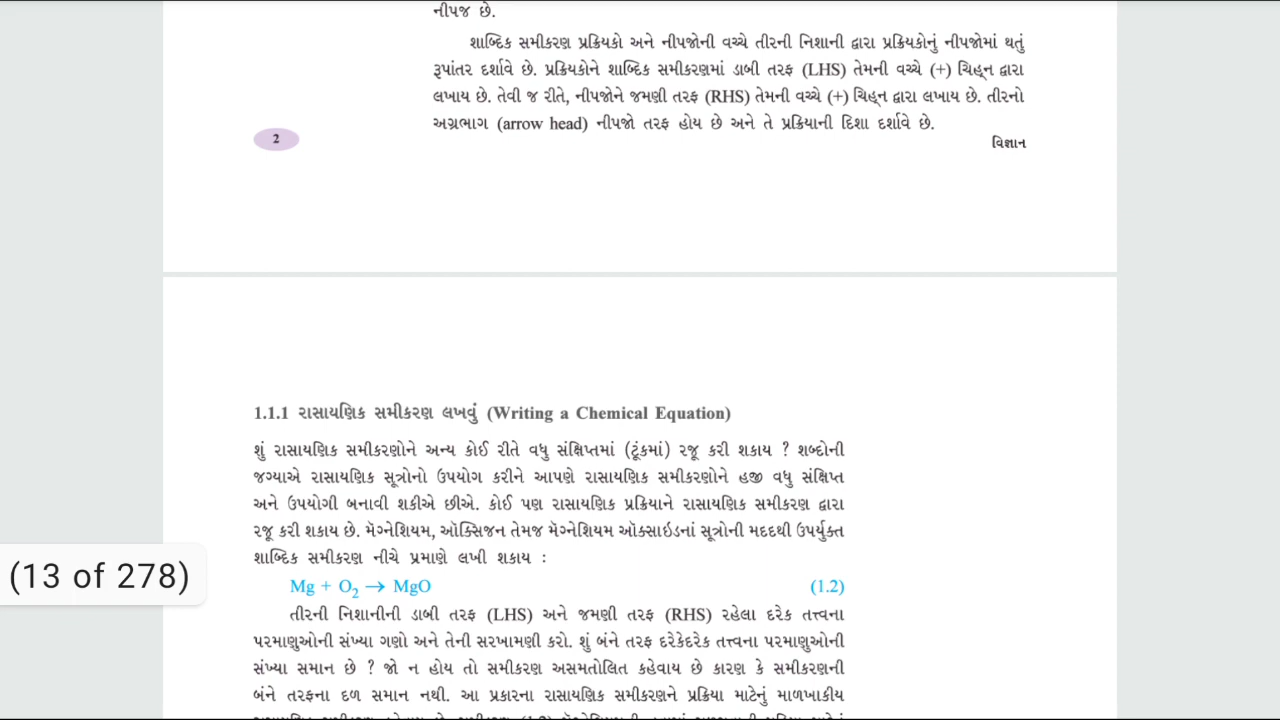 નીપજ છે.
શાબ્દિક સમીકરણ પ્રક્રિયકો અને નીપજોની વચ્ચે તીરની નિશાની દ્વારા પ્રક્રિયકોનું નીપજોમાં થતું
રૂપાંતર દર્શાવે છે. પ્રક્રિયકોને શાબ્દિક સમીકરણમાં ડાબી તરફ (LHS) તેમની વચ્ચે (+) ચિહ્ન દ્વારા
લખાય છે. તેવી જ રીતે, નીપજોને જમણી તરફ (RHS) તેમની વચ્ચે (+) ચિહ્ન દ્વારા લખાય છે. તીરનો
અગ્રભાગ (arrow head) નીપજો તરફ હોય છે અને તે પ્રક્રિયાની દિશા દર્શાવે છે.
2
વિજ્ઞાન
1.1.1 રાસાયણિક સમીકરણ લખવું (Writing a Chemical Equation)
શું રાસાયણિક સમીકરણોને અન્ય કોઈ રીતે વધુ સંક્ષિપ્તમાં (ટૂંકમાં) રજૂ કરી શકાય ? શબ્દોની
જગ્યાએ રાસાયણિક સૂત્રોનો ઉપયોગ કરીને આપણે રાસાયણિક સમીકરણોને હજી વધુ સંક્ષિપ્ત
અને ઉપયોગી બનાવી શકીએ છીએ. કોઈ પણ રાસાયણિક પ્રક્રિયાને રાસાયણિક સમીકરણ દ્વારા
રજૂ કરી શકાય છે. મૅગ્નેશિયમ, ઑક્સિજન તેમજ મૅગ્નેશિયમ ઑક્સાઇડનાં સૂત્રોની મદદથી ઉપર્યુક્ત
શાબ્દિક સમીકરણ નીચે પ્રમાણે લખી શકાય :
(13 of 278)
Mg + O₂ → MgO (1.2)
તીરની નિશાનીની ડાબી તરફ (LHS) અને જમણી તરફ (RHS) રહેલા દરેક તત્ત્વના
પરમાણુઓની સંખ્યા ગણો અને તેની સરખામણી કરો. શું બંને તરફ દરેકેદરેક તત્ત્વના પરમાણુઓની
સંખ્યા સમાન છે ? જો ન હોય તો સમીકરણ અસમતોલિત કહેવાય છે કારણ કે સમીકરણની
બંને તરફના દળ સમાન નથી. આ પ્રકારના રાસાયણિક સમીકરણને પ્રક્રિયા માટેનું માળખાકીય